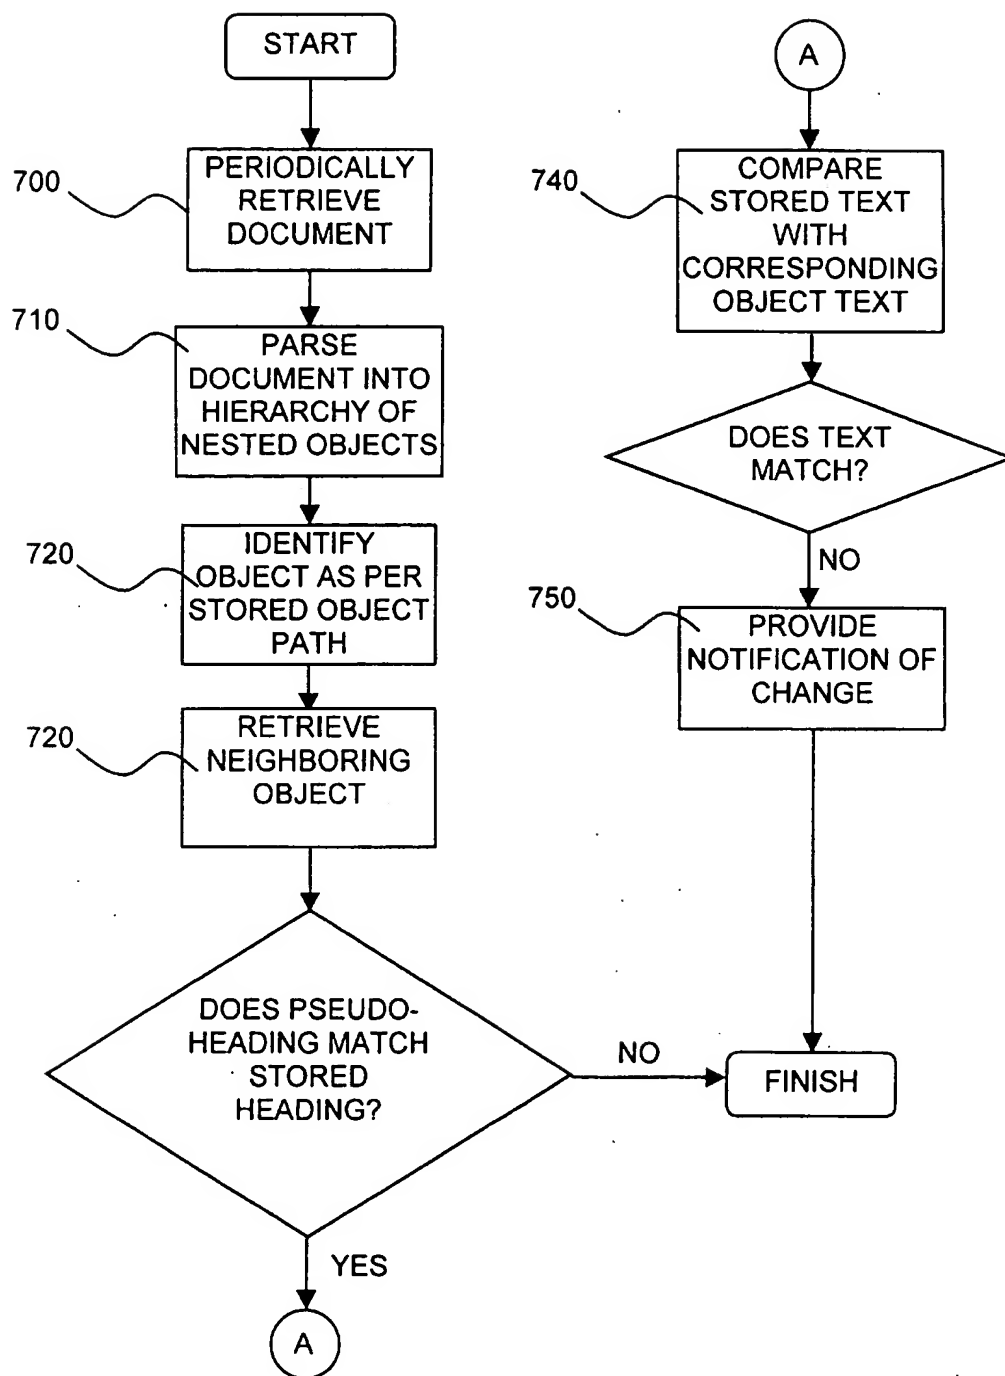 START
700
PERIODICALLY
RETRIEVE
DOCUMENT
710
PARSE
DOCUMENT INTO
HIERARCHY OF
NESTED OBJECTS
720
IDENTIFY
OBJECT AS PER
STORED OBJECT
PATH
720
RETRIEVE
NEIGHBORING
OBJECT
DOES PSEUDO-
HEADING MATCH
STORED
HEADING?
NO
YES
A
A
740
COMPARE
STORED TEXT
WITH
CORRESPONDING
OBJECT TEXT
DOES TEXT
MATCH?
NO
750
PROVIDE
NOTIFICATION OF
CHANGE
FINISH